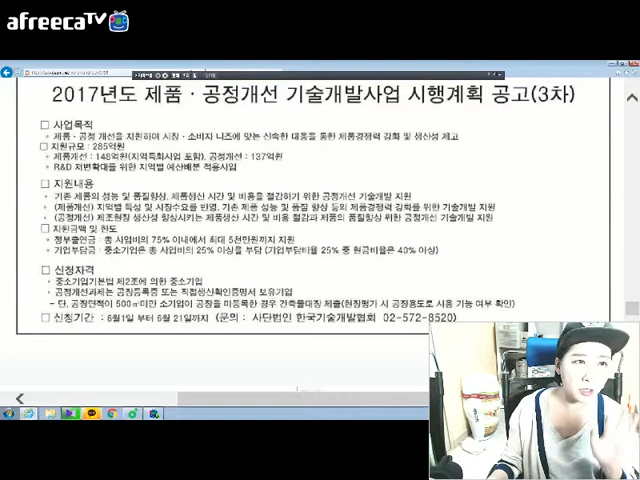 afreecaTV
2017년도 제품 · 공정개선 기술개발사업 시행계획 공고(3차)
□ 사업목적
◦ 제품 · 공정 개선을 지원하며 시장 · 소비자 니즈에 맞는 신속한 대응을 통한 제품경쟁력 강화 및 생산성 제고
□ 지원규모 : 285억원
◦ 제품개선 : 148억원(지역특화사업 포함), 공정개선 : 137억원
◦ R&D 저변확대를 위한 지역별 예산배분 적용사업
□ 지원내용
◦ 기존 제품의 성능 및 품질향상, 제품생산 시간 및 비용을 절감하기 위한 공정개선 기술개발 지원
◦ (제품개선) 지역별 특성 및 시장수요를 반영, 기존 제품 성능 및 품질 향상 등의 제품경쟁력 강화를 위한 기술개발 지원
◦ (공정개선) 제조현장 생산성 향상시키는 제품생산 시간 및 비용 절감과 제품의 품질향상 위한 공정개선 기술개발 지원
□ 지원금액 및 한도
◦ 정부출연금 : 총 사업비의 75% 이내에서 최대 5천만원까지 지원
◦ 기업부담금 : 중소기업은 총 사업비의 25% 이상을 부담 (기업부담비율 25% 중 현금비율은 40% 이상)
□ 신청자격
◦ 중소기업기본법 제2조에 의한 중소기업
◦ 공정개선과제는 공장등록증 또는 직접생산확인증명서 보유기업
– 단, 공장면적이 500㎡미만 소기업이 공장을 미등록한 경우 건축물대장 제출(현장평가 시 공장용도로 사용 가능 여부 확인)
□ 신청기간 : 6월1일 부터 6월 21일까지 (문의 : 사단법인 한국기술개발협회 02-572-8520)